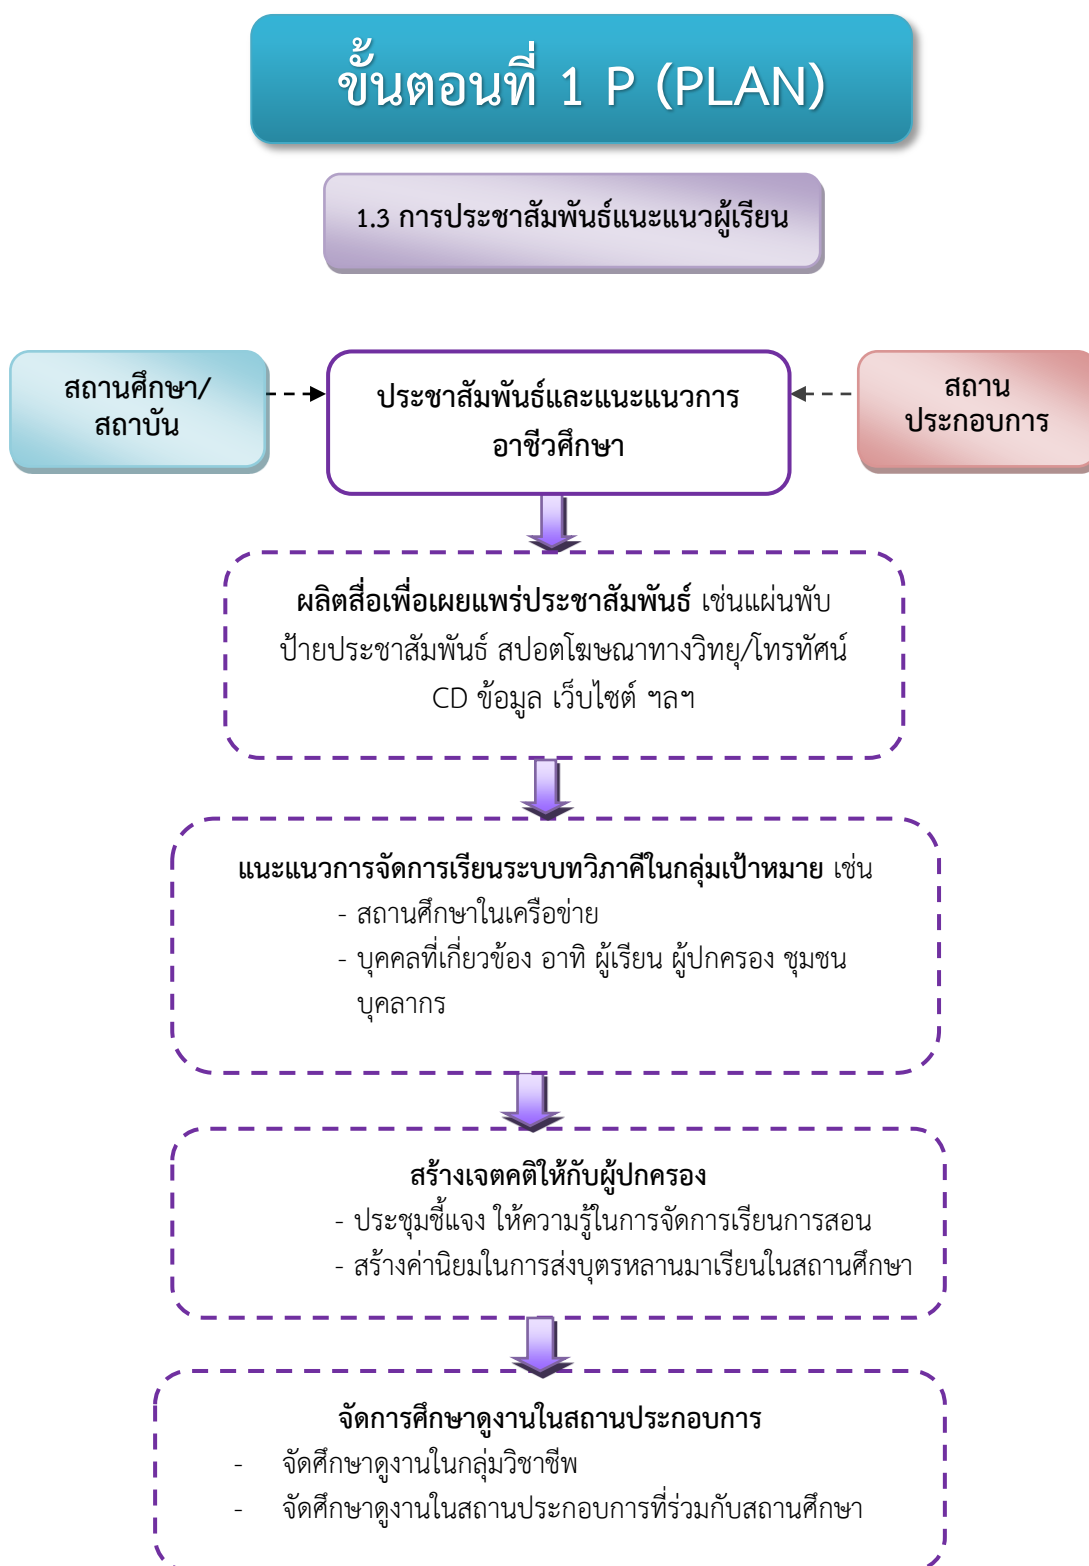 ขั้นตอนที่ 1 P (PLAN)
1.3 การประชาสัมพันธ์แนะแนวผู้เรียน
สถานศึกษา/
สถาบัน
ประชาสัมพันธ์และแนะแนวการ
อาชีวศึกษา
สถาน
ประกอบการ
ผลิตสื่อเพื่อเผยแพร่ประชาสัมพันธ์ เช่นแผ่นพับ
ป้ายประชาสัมพันธ์ สปอตโฆษณาทางวิทยุ/โทรทัศน์
CD ข้อมูล เว็บไซต์ ฯลฯ
แนะแนวการจัดการเรียนระบบทวิภาคีในกลุ่มเป้าหมาย เช่น
- สถานศึกษาในเครือข่าย
- บุคคลที่เกี่ยวข้อง อาทิ ผู้เรียน ผู้ปกครอง ชุมชน
บุคลากร
สร้างเจตคติให้กับผู้ปกครอง
- ประชุมชี้แจง ให้ความรู้ในการจัดการเรียนการสอน
- สร้างค่านิยมในการส่งบุตรหลานมาเรียนในสถานศึกษา
จัดการศึกษาดูงานในสถานประกอบการ
- จัดศึกษาดูงานในกลุ่มวิชาชีพ
- จัดศึกษาดูงานในสถานประกอบการที่ร่วมกับสถานศึกษา